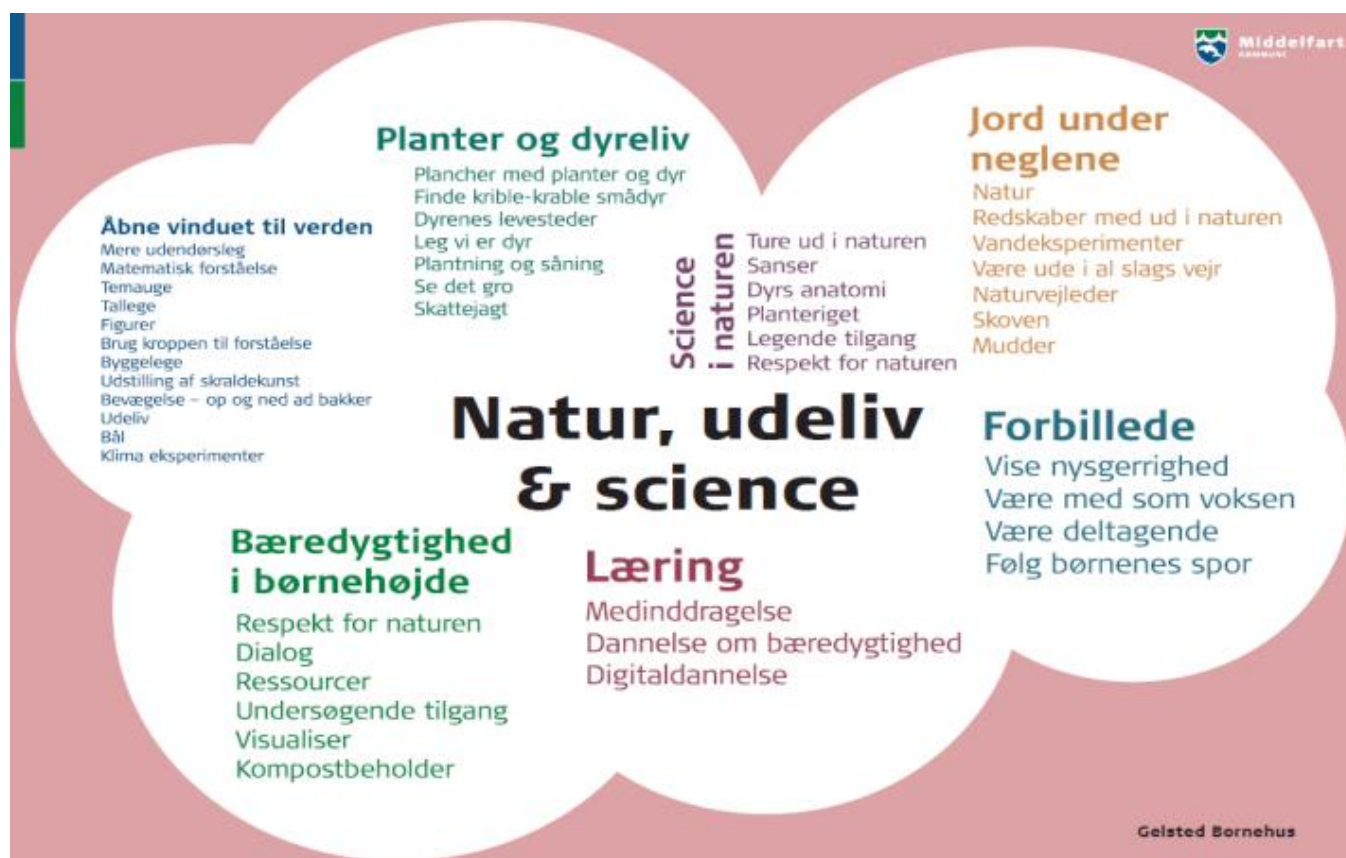 Middelfart
KOMMUNE
Planter og dyreliv
Plancher med planter og dyr
Finde krible-krable smådyr
Dyrenes levesteder
Leg vi er dyr
Plantning og såning
Se det gro
Skattejagt
Jord under
neglene
Natur
Redskaber med ud i naturen
Vandeksperimenter
Være ude i al slags vejr
Naturvejleder
Skoven
Mudder
Åbne vinduet til verden
Mere udendørsleg
Matematisk forståelse
Temauge
Tallege
Figurer
Brug kroppen til forståelse
Byggelege
Udstilling af skraldekunst
Bevægelse – op og ned ad bakker
Udeliv
Bål
Klima eksperimenter
Science
i naturen
Ture ud i naturen
Sanser
Dyrs anatomi
Planteriget
Legende tilgang
Respekt for naturen
Natur, udeliv
& science
Forbillede
Vise nysgerrighed
Være med som voksen
Være deltagende
Følg børnenes spor
Bæredygtighed
i børnehøjde
Respekt for naturen
Dialog
Ressourcer
Undersøgende tilgang
Visualiser
Kompostbeholder
Læring
Medinddragelse
Dannelse om bæredygtighed
Digitaldannelse
Gelsted Bornehus